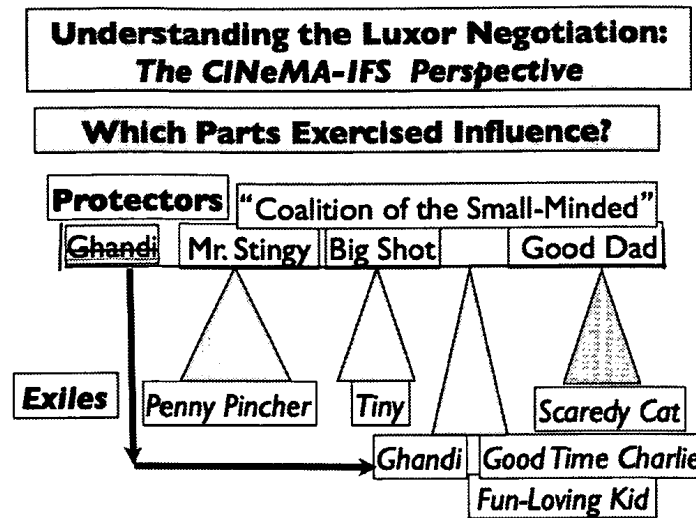 Understanding the Luxor Negotiation:
The CINeMA-IFS Perspective
Which Parts Exercised Influence?
Protectors
"Coalition of the Small-Minded"
Ghandi
Mr. Stingy
Big Shot
Good Dad
Exiles
Penny Pincher
Tiny
Scaredy Cat
Ghandi
Good Time Charlie
Fun-Loving Kid